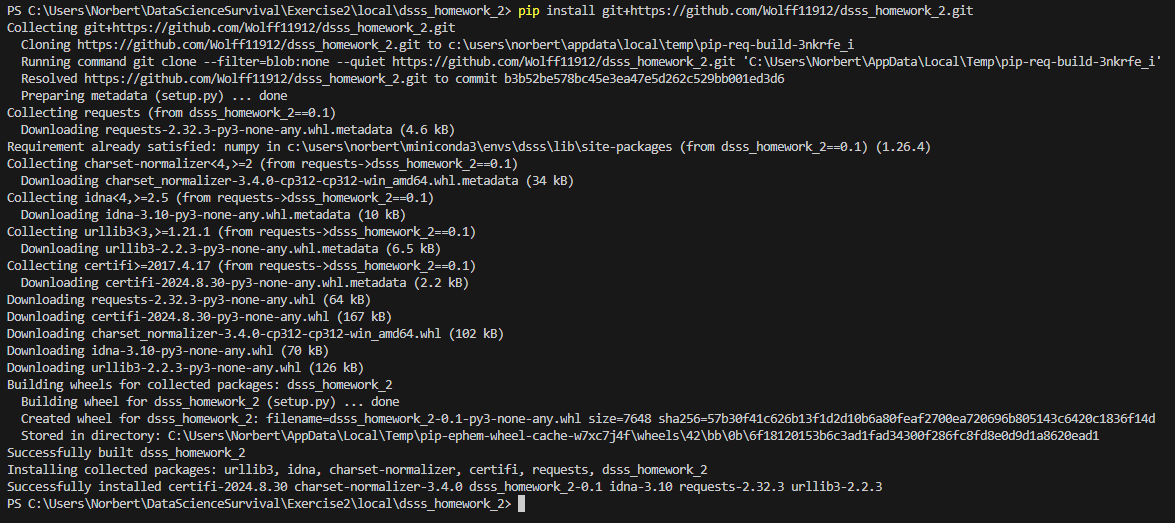 PS C:\Users\Norbert\DataScienceSurvival\Exercise2\local\dsss_homework_2> pip install git+https://github.com/Wolff11912/dsss_homework_2.git
Collecting git+https://github.com/Wolff11912/dsss_homework_2.git
  Cloning https://github.com/Wolff11912/dsss_homework_2.git to c:\users\norbert\appdata\local\temp\pip-req-build-3nkrfe_i
  Running command git clone --filter=blob:none --quiet https://github.com/Wolff11912/dsss_homework_2.git 'C:\Users\Norbert\AppData\Local\Temp\pip-req-build-3nkrfe_i'
  Resolved https://github.com/Wolff11912/dsss_homework_2.git to commit b3b52be578bc45e3ea47e5d262c529bb001ed3d6
  Preparing metadata (setup.py) ... done
Collecting requests (from dsss_homework_2==0.1)
  Downloading requests-2.32.3-py3-none-any.whl.metadata (4.6 kB)
Requirement already satisfied: numpy in c:\users\norbert\miniconda3\envs\dsss\lib\site-packages (from dsss_homework_2==0.1) (1.26.4)
Collecting charset-normalizer<4,>=2 (from requests->dsss_homework_2==0.1)
  Downloading charset_normalizer-3.4.0-cp312-cp312-win_amd64.whl.metadata (34 kB)
Collecting idna<4,>=2.5 (from requests->dsss_homework_2==0.1)
  Downloading idna-3.10-py3-none-any.whl.metadata (10 kB)
Collecting urllib3<3,>=1.21.1 (from requests->dsss_homework_2==0.1)
  Downloading urllib3-2.2.3-py3-none-any.whl.metadata (6.5 kB)
Collecting certifi>=2017.4.17 (from requests->dsss_homework_2==0.1)
  Downloading certifi-2024.8.30-py3-none-any.whl.metadata (2.2 kB)
Downloading requests-2.32.3-py3-none-any.whl (64 kB)
Downloading certifi-2024.8.30-py3-none-any.whl (167 kB)
Downloading charset_normalizer-3.4.0-cp312-cp312-win_amd64.whl (102 kB)
Downloading idna-3.10-py3-none-any.whl (70 kB)
Downloading urllib3-2.2.3-py3-none-any.whl (126 kB)
Building wheels for collected packages: dsss_homework_2
  Building wheel for dsss_homework_2 (setup.py) ... done
  Created wheel for dsss_homework_2: filename=dsss_homework_2-0.1-py3-none-any.whl size=7648 sha256=57b30f41c626b13f1d2d10b6a80feaf2700ea720696b805143c6420c1836f14d
  Stored in directory: C:\Users\Norbert\AppData\Local\Temp\pip-ephem-wheel-cache-w7xc7j4f\wheels\42\bb\0b\6f18120153b6c3ad1fad34300f286fc8fd8e0d9d1a8620ead1
Successfully built dsss_homework_2
Installing collected packages: urllib3, idna, charset-normalizer, certifi, requests, dsss_homework_2
Successfully installed certifi-2024.8.30 charset-normalizer-3.4.0 dsss_homework_2-0.1 idna-3.10 requests-2.32.3 urllib3-2.2.3
PS C:\Users\Norbert\DataScienceSurvival\Exercise2\local\dsss_homework_2>